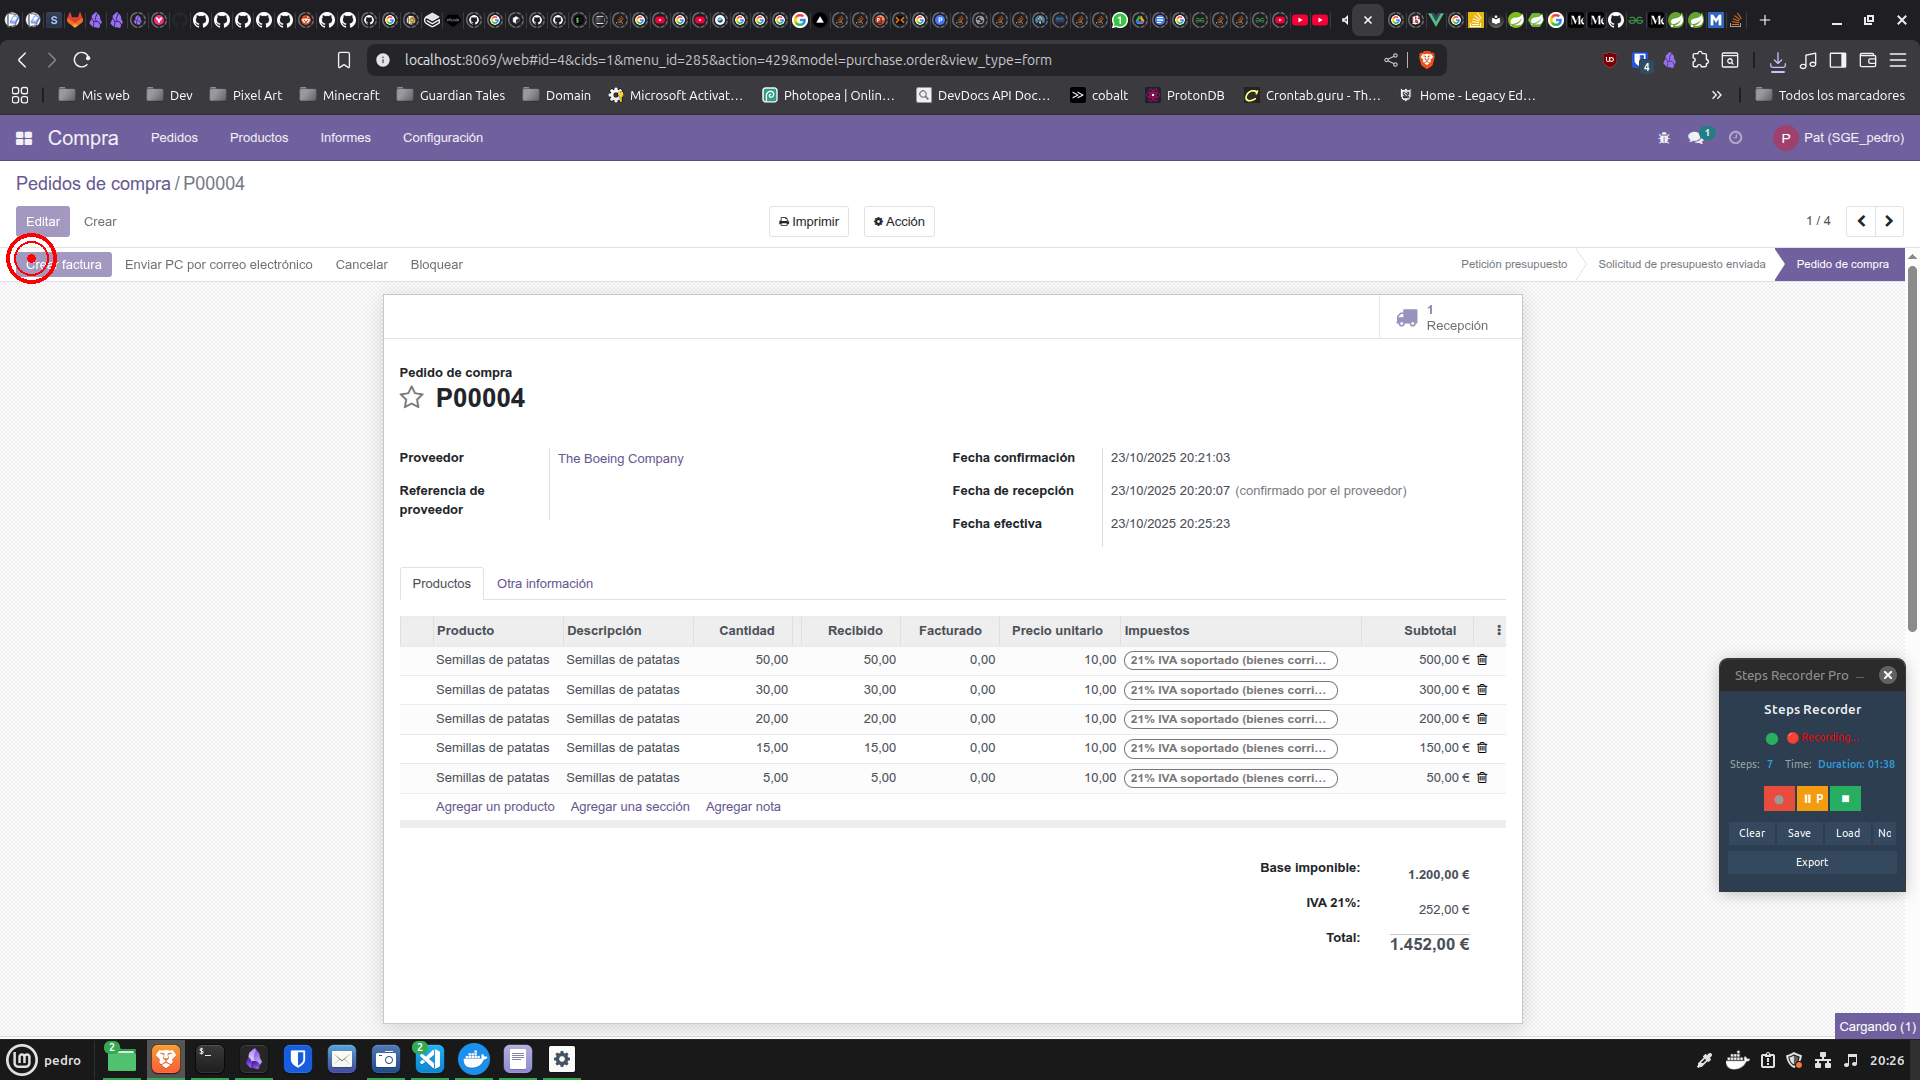 localhost:8069/web#id=4&cids=1&menu_id=285&action=429&model=purchase.order&view_type=form
Mis web
Dev
Pixel Art
Minecraft
Guardian Tales
Domain
Microsoft Activat...
Photopea | Onlin...
DevDocs API Doc...
cobalt
ProtonDB
Crontab.guru - Th...
Home - Legacy Ed...
Todos los marcadores
Compra
Pedidos
Productos
Informes
Configuración
1
P
Pat (SGE_pedro)
Pedidos de compra / P00004
Editar
Crear
Imprimir
Acción
1 / 4
Crear factura
Enviar PC por correo electrónico
Cancelar
Bloquear
Petición presupuesto
Solicitud de presupuesto enviada
Pedido de compra
1
Recepción
Pedido de compra
P00004
Proveedor
The Boeing Company
Referencia de
proveedor
Fecha confirmación
23/10/2025 20:21:03
Fecha de recepción
23/10/2025 20:20:07 (confirmado por el proveedor)
Fecha efectiva
23/10/2025 20:25:23
Productos
Otra información
Producto Descripción Cantidad Recibido Facturado Precio unitario Impuestos Subtotal
Semillas de patatas Semillas de patatas 50,00 50,00 0,00 10,00 21% IVA soportado (bienes corri... 500,00 €
Semillas de patatas Semillas de patatas 30,00 30,00 0,00 10,00 21% IVA soportado (bienes corri... 300,00 €
Semillas de patatas Semillas de patatas 20,00 20,00 0,00 10,00 21% IVA soportado (bienes corri... 200,00 €
Semillas de patatas Semillas de patatas 15,00 15,00 0,00 10,00 21% IVA soportado (bienes corri... 150,00 €
Semillas de patatas Semillas de patatas 5,00 5,00 0,00 10,00 21% IVA soportado (bienes corri... 50,00 €
Agregar un producto Agregar una sección Agregar nota
Base imponible: 1.200,00 €
IVA 21%: 252,00 €
Total: 1.452,00 €
Steps Recorder Pro
Steps Recorder
Recording...
Steps: 7 Time: Duration: 01:38
P
Clear Save Load No
Export
Cargando (1)
pedro
2
2
20:26